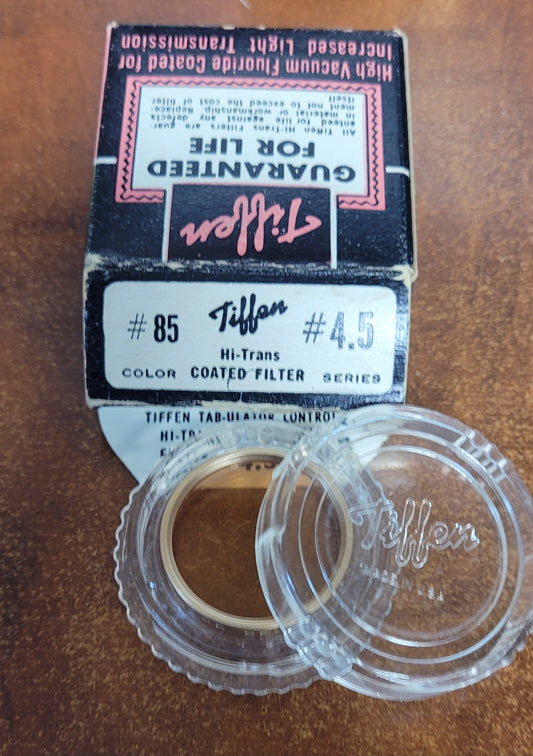 High Vacuum Fluoride Coated for
Increased Light Transmission
Tiffen
GUARANTEED
FOR LIFE
All Tiffen Hi-Trans Filters are guar-
anteed for life against any defects
in material or workmanship. Replace-
ment not to exceed the cost of filter
itself
# 85 Tiffen # 4.5
Hi-Trans
COLOR COATED FILTER SERIES
TIFFEN TAB-ULATOR CONTROL
Tiffen
MADE IN U.S.A.